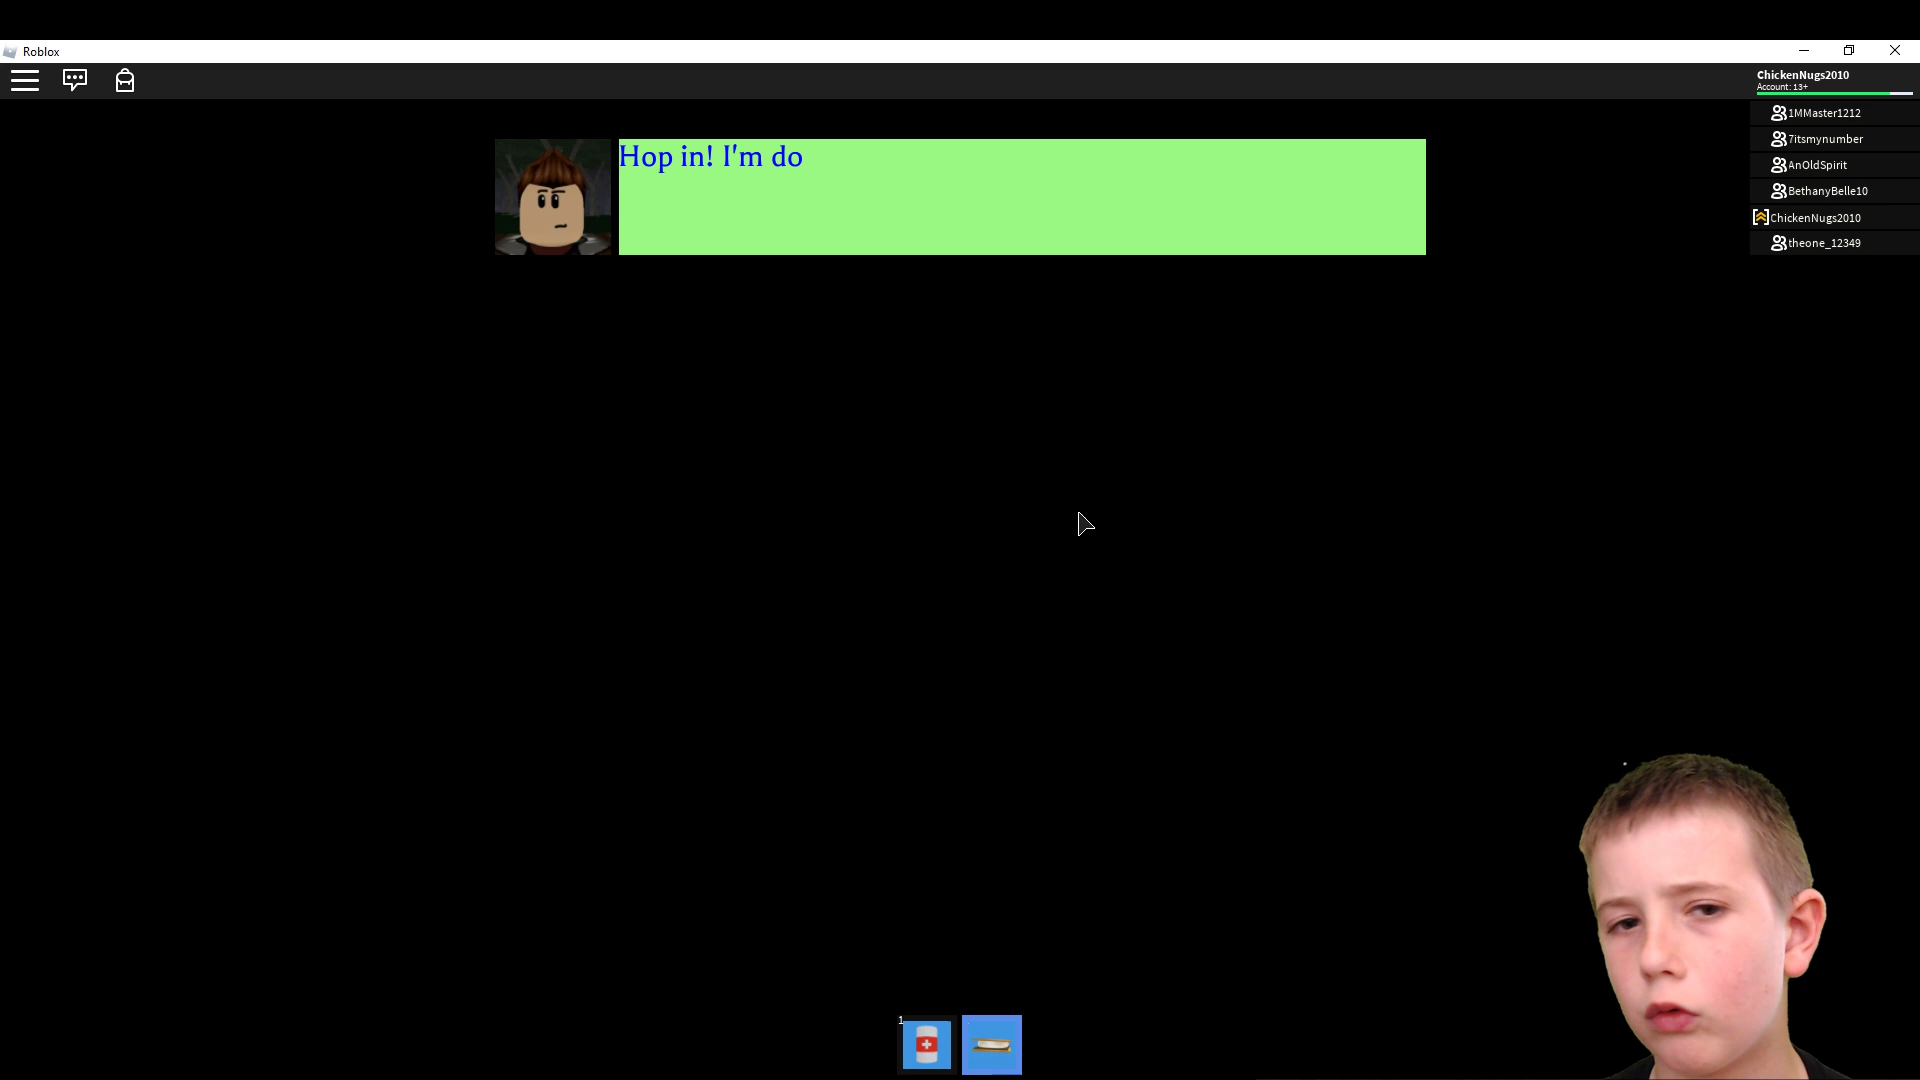 Roblox
ChickenNugs2010
Account: 13+
1MMaster1212
7itsmynumber
AnOldSpirit
BethanyBelle10
ChickenNugs2010
theone_12349
Hop in! I'm do
1